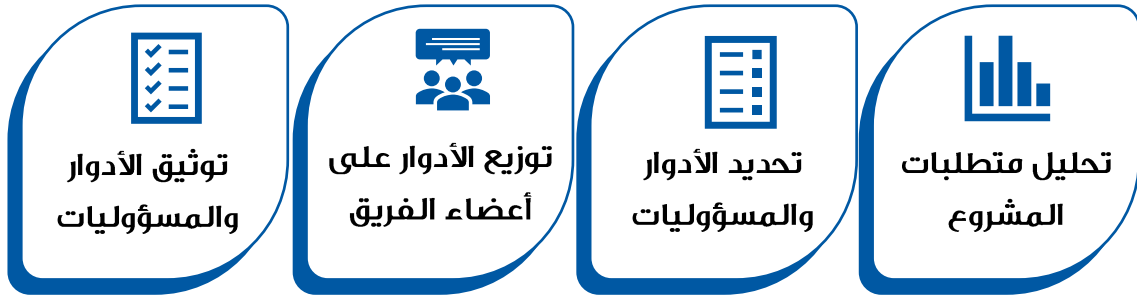 تحليل متطلبات
المشروع
تحديد الأدوار
والمسؤوليات
توزيع الأدوار على
أعضاء الفريق
توثيق الأدوار
والمسؤوليات